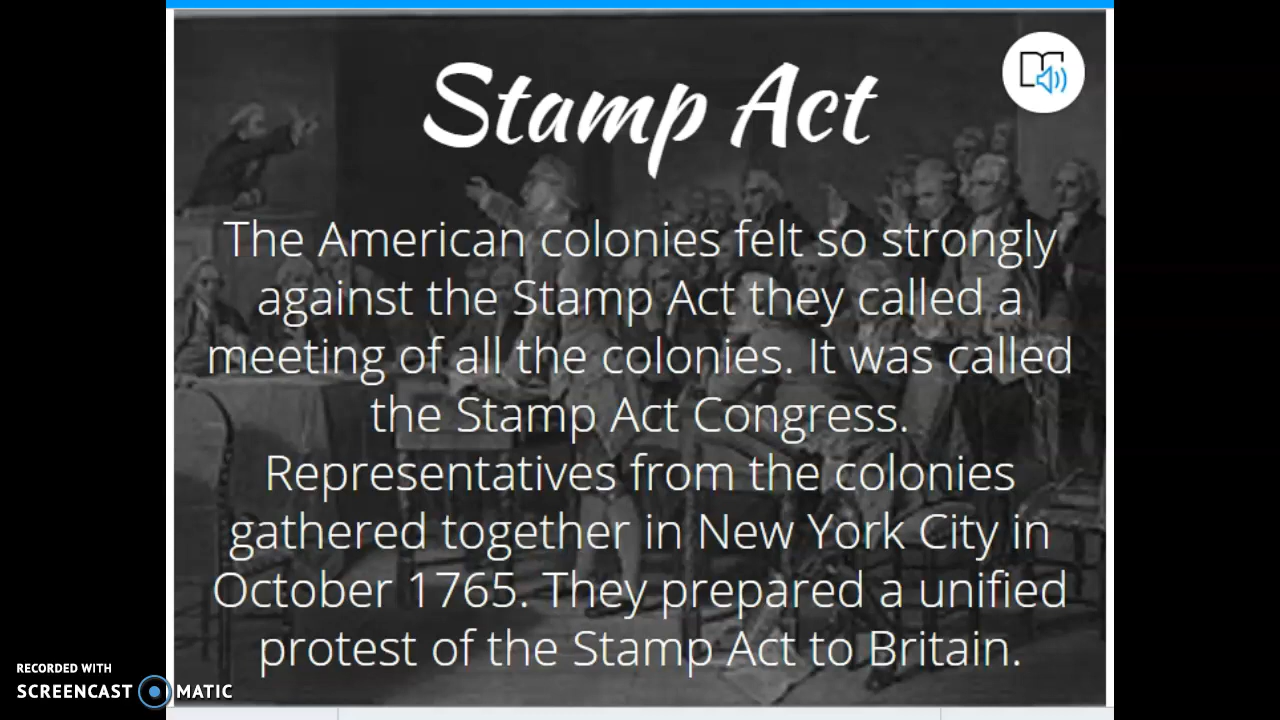 Stamp Act
The American colonies felt so strongly
against the Stamp Act they called a
meeting of all the colonies. It was called
the Stamp Act Congress.
Representatives from the colonies
gathered together in New York City in
October 1765. They prepared a unified
protest of the Stamp Act to Britain.
RECORDED WITH
SCREENCAST MATIC